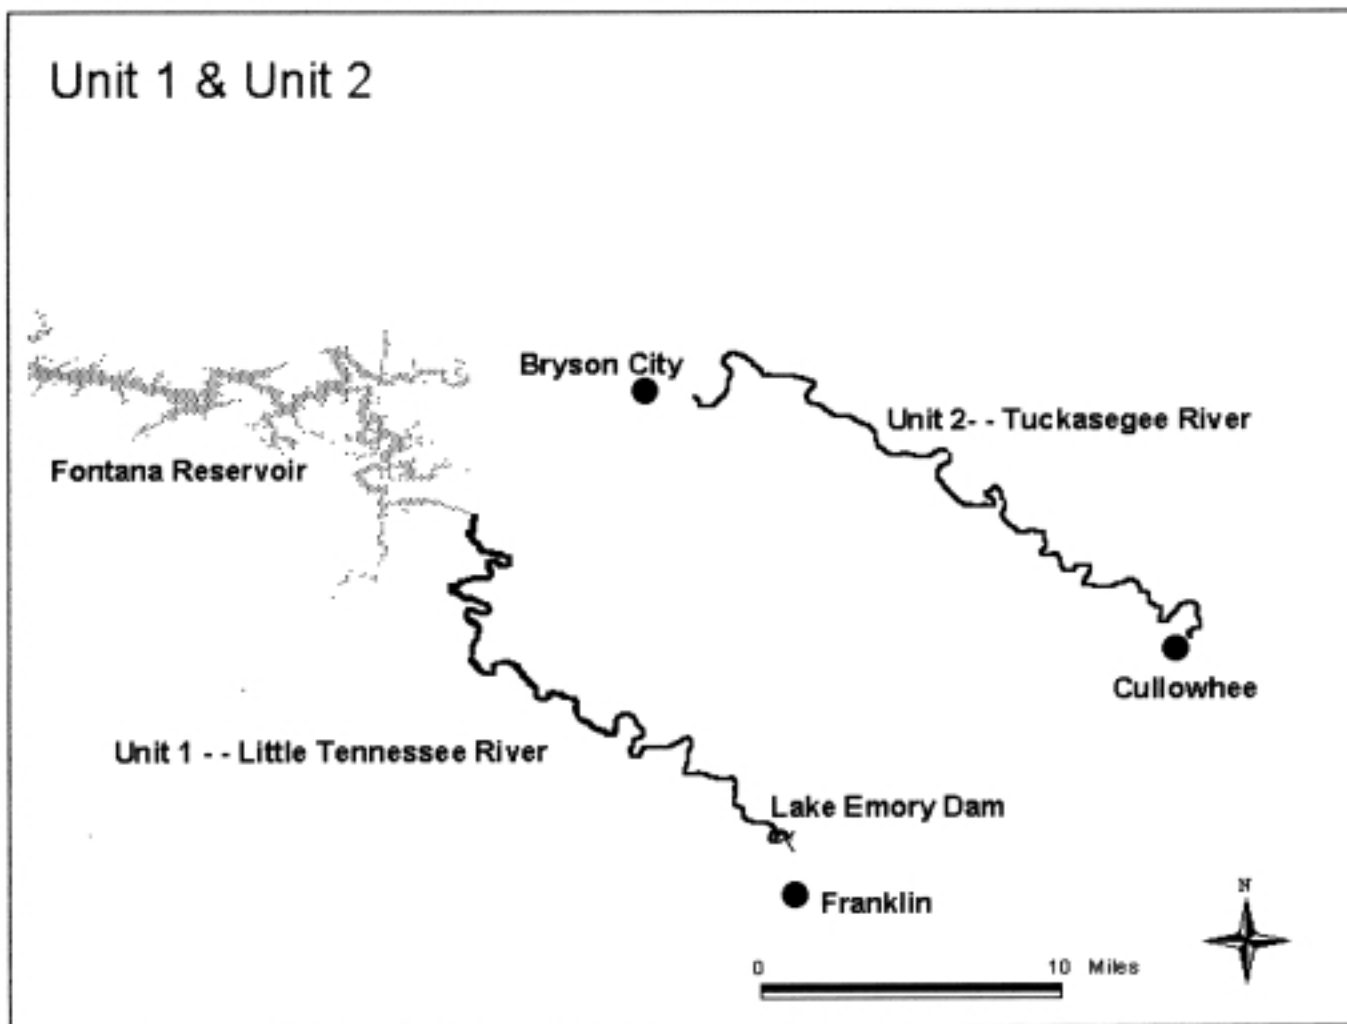 Unit 1 & Unit 2
Bryson City
Unit 2- - Tuckasegee River
Fontana Reservoir
Cullowhee
Unit 1 - - Little Tennessee River
Lake Emory Dam
Franklin
N
0 10 Miles